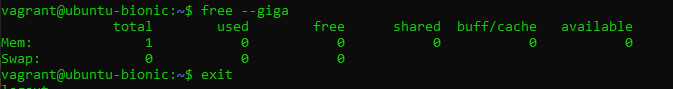 vagrant@ubuntu-bionic:~$ free --giga
total used free shared buff/cache available
Mem: 1 0 0 0 0 0
Swap: 0 0 0
vagrant@ubuntu-bionic:~$ exit
logout